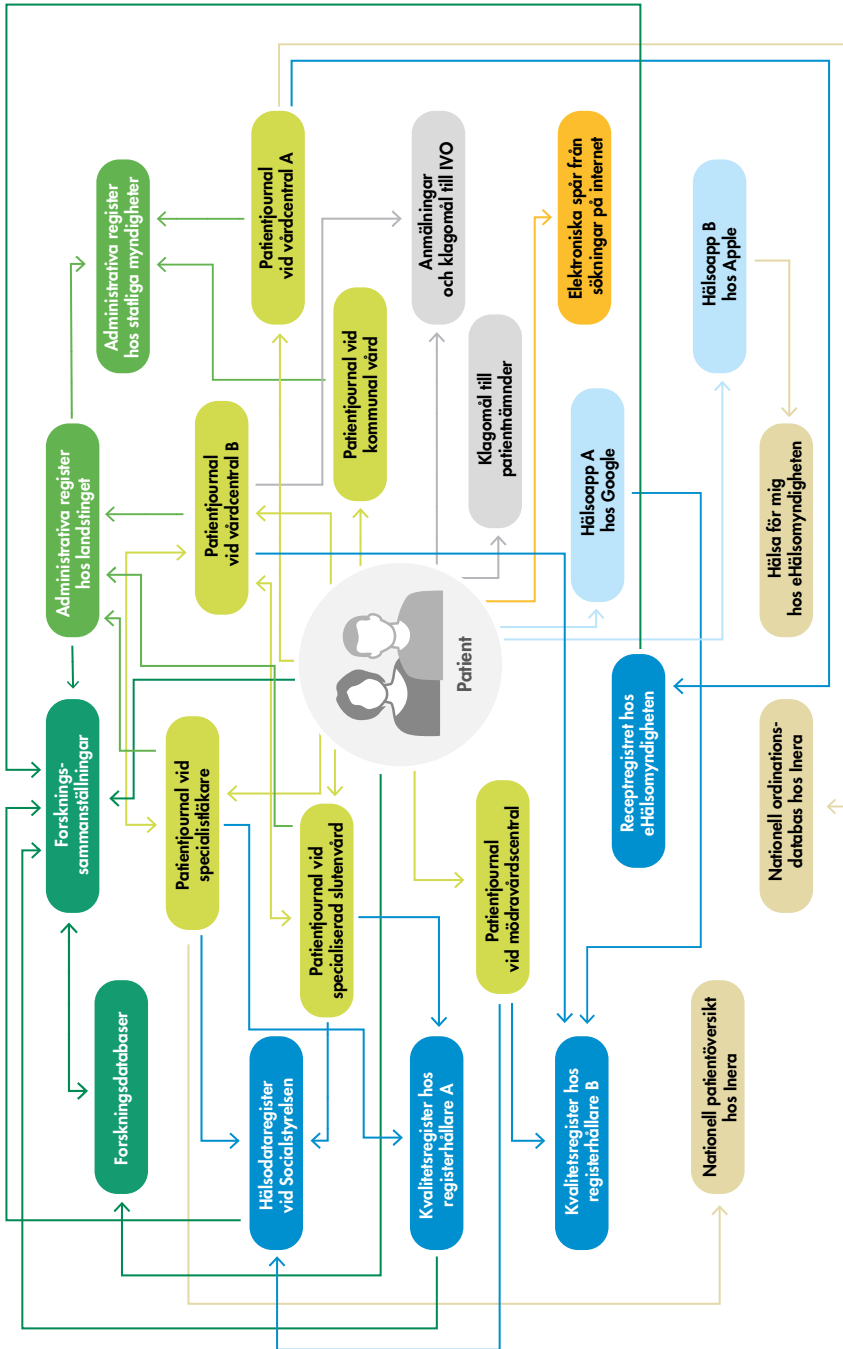 Forsknings-
sammanställningar
Administrativa register
hos landstinget
Forskningsdatabaser
Administrativa register
hos statliga myndigheter
Patientjournal vid
specialistläkare
Patientjournal
vid vårdcentral B
Hälsodataregister
vid Socialstyrelsen
Patientjournal
vid vårdcentral A
Patientjournal vid
specialiserad slutenvård
Patientjournal vid
kommunal vård
Kvalitetsregister hos
registerhållare A
Anmälningar
och klagomål till IVO
Patient
Patientjournal
vid mödravårdscentral
Klagomål till
patientnämnder
Kvalitetsregister hos
registerhållare B
Elektroniska spår från
sökningar på internet
Hälsoapp A
hos Google
Receptregistret hos
eHälsomyndigheten
Hälsoapp B
hos Apple
Nationell patientöversikt
hos Inera
Nationell ordinations-
databas hos Inera
Hälsa för mig
hos eHälsomyndigheten